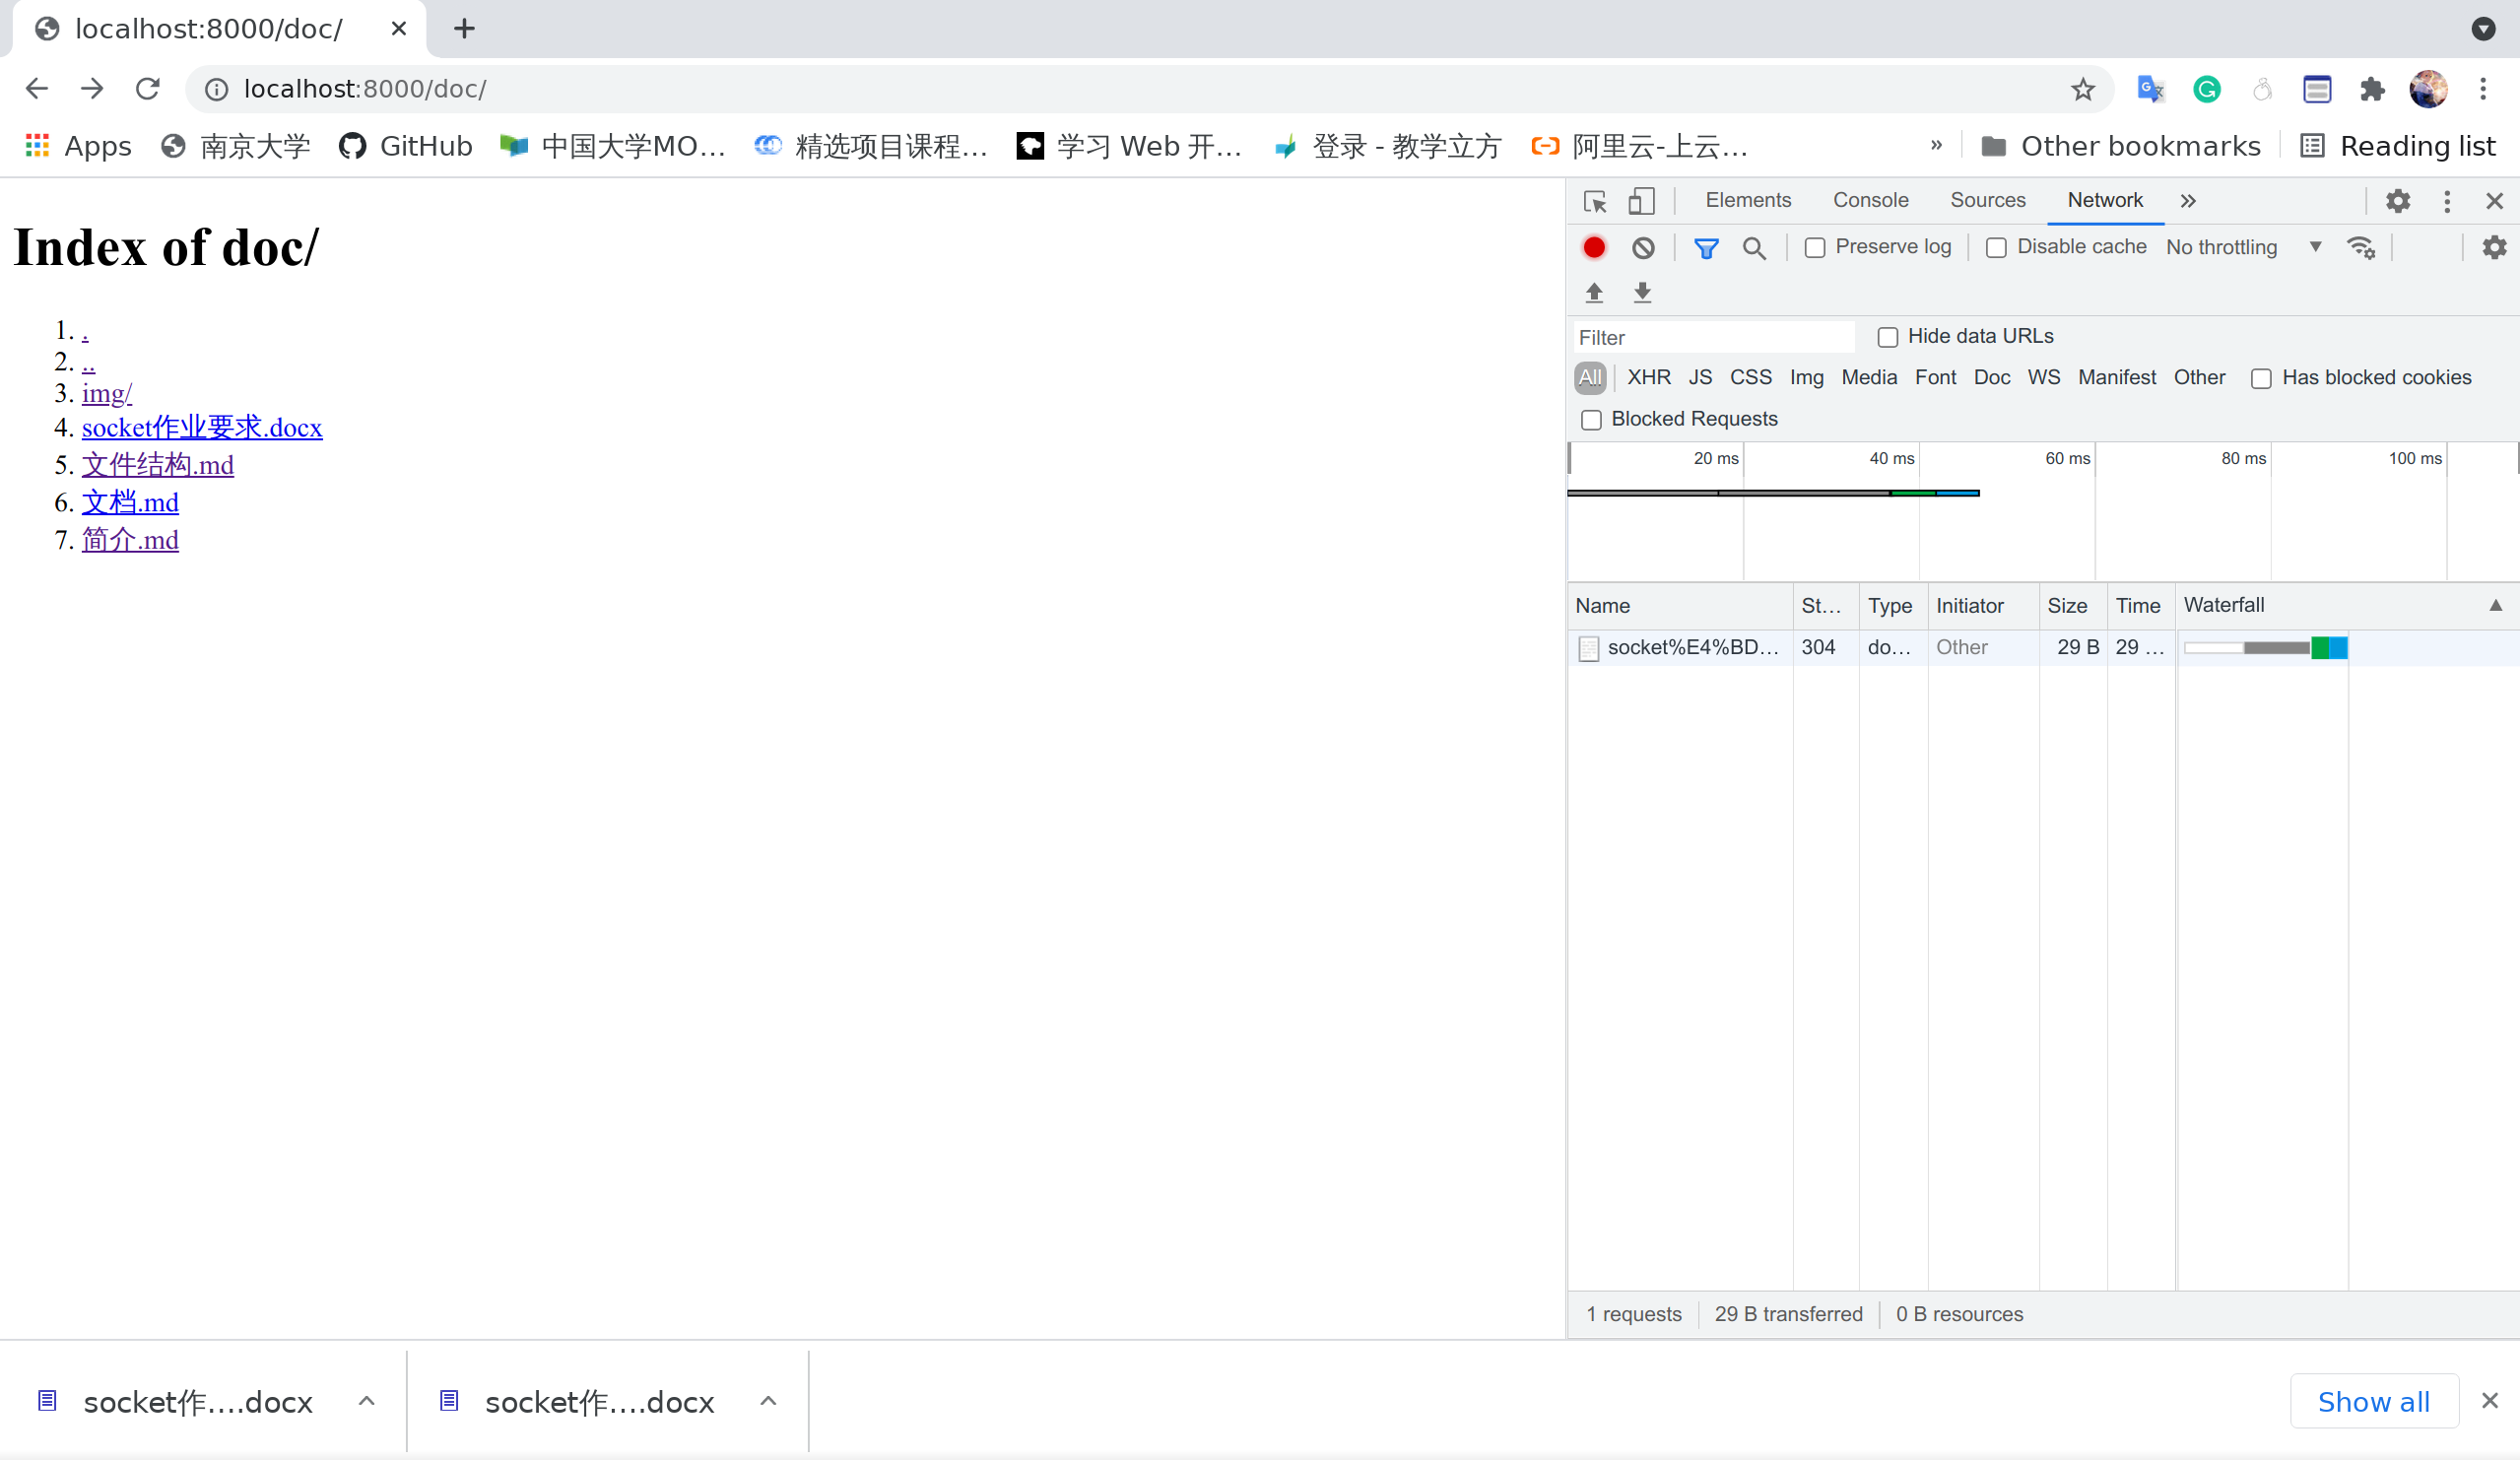 localhost:8000/doc/
localhost:8000/doc/
Apps 南京大学 GitHub 中国大学MO... 精选项目课程... 学习 Web 开... 登录 - 教学立方 阿里云-上云... » Other bookmarks Reading list
Index of doc/
1. .
2. ..
3. img/
4. socket作业要求.docx
5. 文件结构.md
6. 文档.md
7. 简介.md
Elements Console Sources Network »
Preserve log Disable cache No throttling
Filter Hide data URLs
All XHR JS CSS Img Media Font Doc WS Manifest Other Has blocked cookies
Blocked Requests
20 ms 40 ms 60 ms 80 ms 100 ms
Name St... Type Initiator Size Time Waterfall
socket%E4%BD... 304 do... Other 29 B 29 ...
1 requests 29 B transferred 0 B resources
socket作....docx socket作....docx Show all